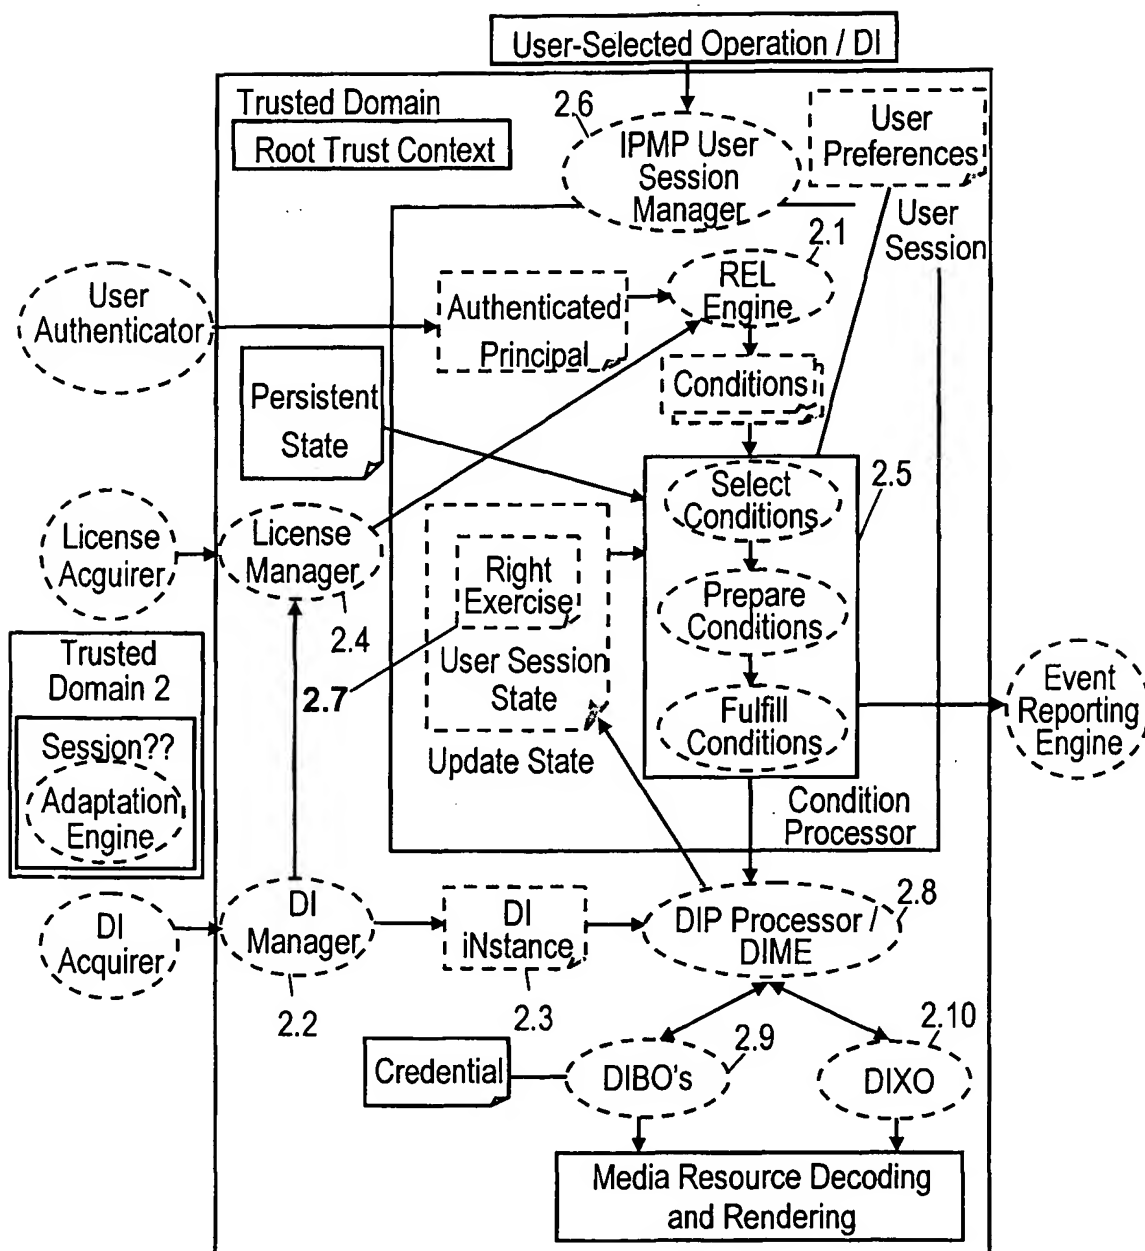 User-Selected Operation / DI
Trusted Domain
Root Trust Context
2.6
IPMP User
Session
Manager
User
Preferences
User
Session
2.1
REL
Engine
User
Authenticator
Authenticated
Principal
Persistent
State
Conditions
2.5
Select
Conditions
License
Acguirer
License
Manager
2.4
Right
Exercise
Prepare
Conditions
2.7
User Session
State
Update State
Fulfill
Conditions
Event
Reporting
Engine
Trusted
Domain 2
Session??
Adaptation
Engine
Condition
Processor
DI
Acquirer
DI
Manager
2.2
DI
iNstance
2.3
DIP Processor /
DIME
2.8
Credential
DIBO's
2.9
DIXO
2.10
Media Resource Decoding
and Rendering